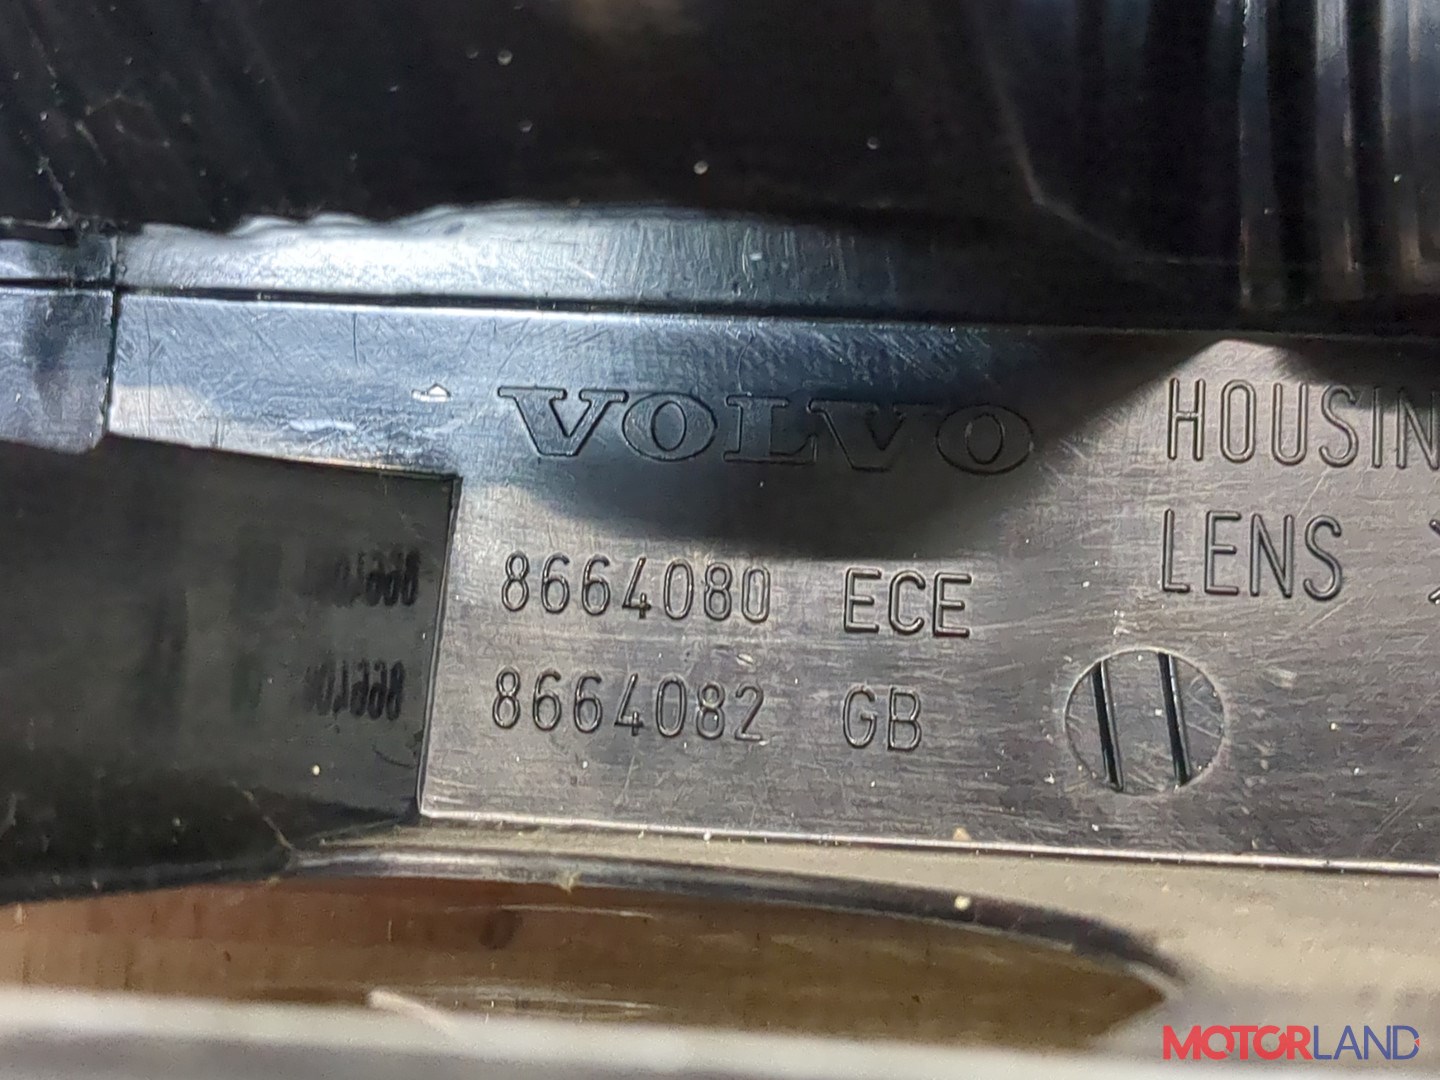 VOLVO
HOUSIN
LENS
8664080 ECE
8664082 GB
MOTORLAND